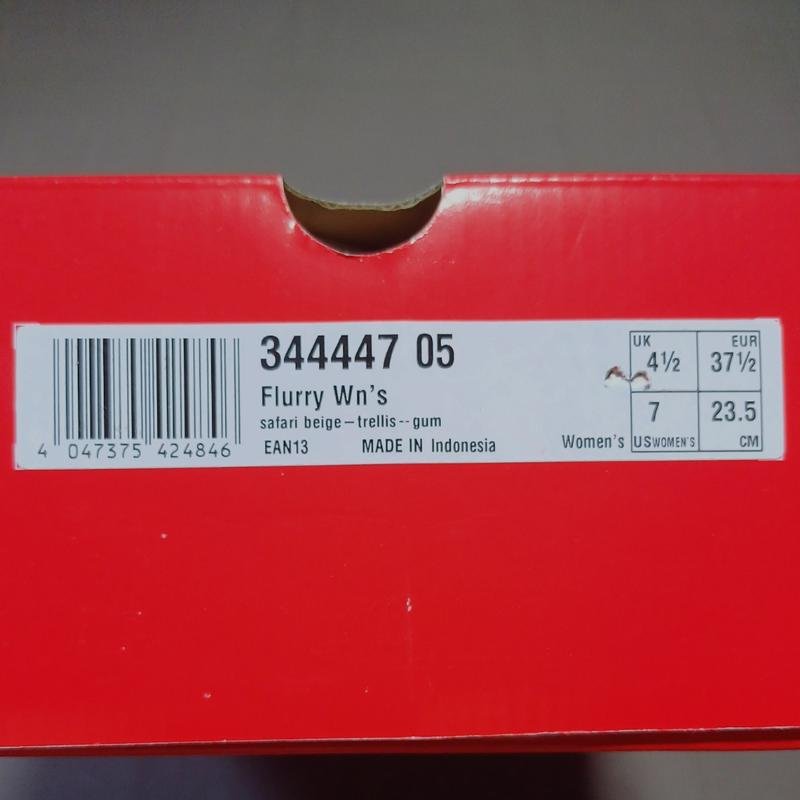 344447 05
Flurry Wn's
safari beige – trellis -- gum
EAN13 MADE IN Indonesia
4 047375 424846
Women's
UK 4½
EUR 37½
7 US WOMEN'S
23.5 CM